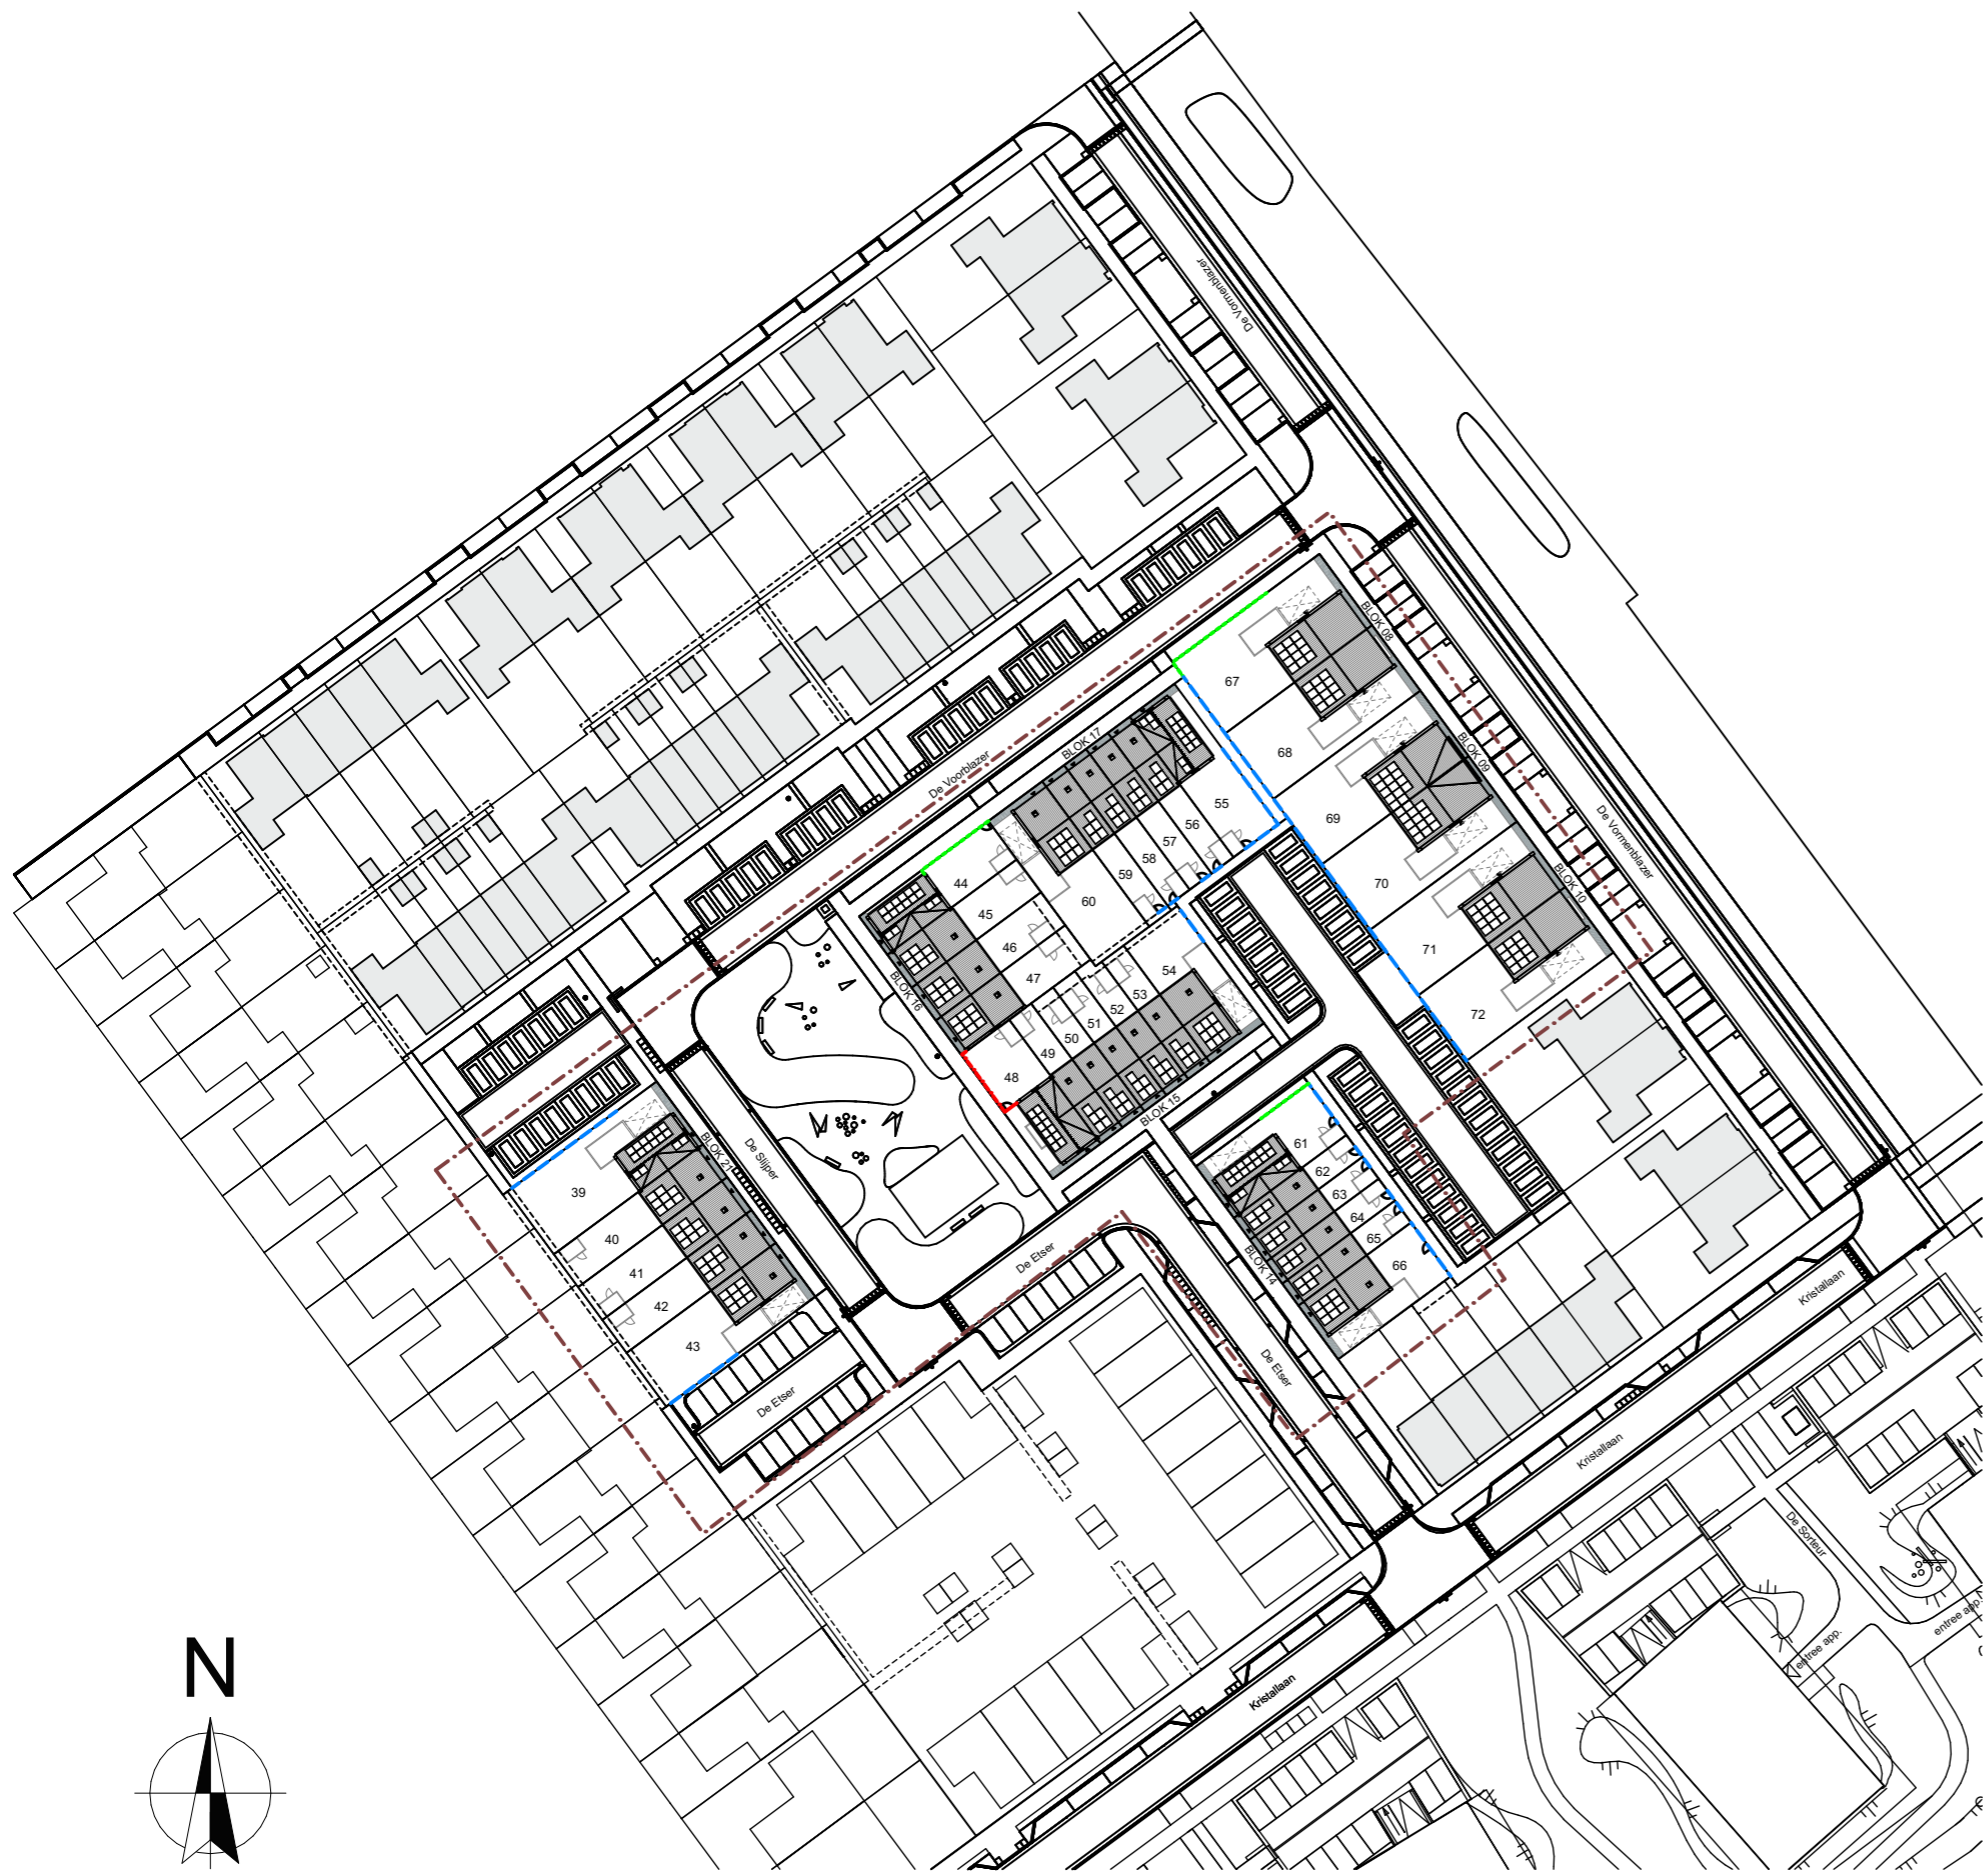 De Vormenblazer
BLOK 08
67
BLOK 17
De Voorblazer
68
BLOK 09
55
69
56
57
De Vormenblazer
58
59
44
70
BLOK 10
60
45
46
71
54
47
BLOK 16
53
52
72
51
50
49
48
BLOK 15
61
BLOK 21
De Slijper
62
39
63
64
40
65
De Etser
66
BLOK 14
41
Kristallaan
42
43
De Etser
De Etser
Kristallaan
De Sorteur
entree app.
entree app.
N
Kristallaan